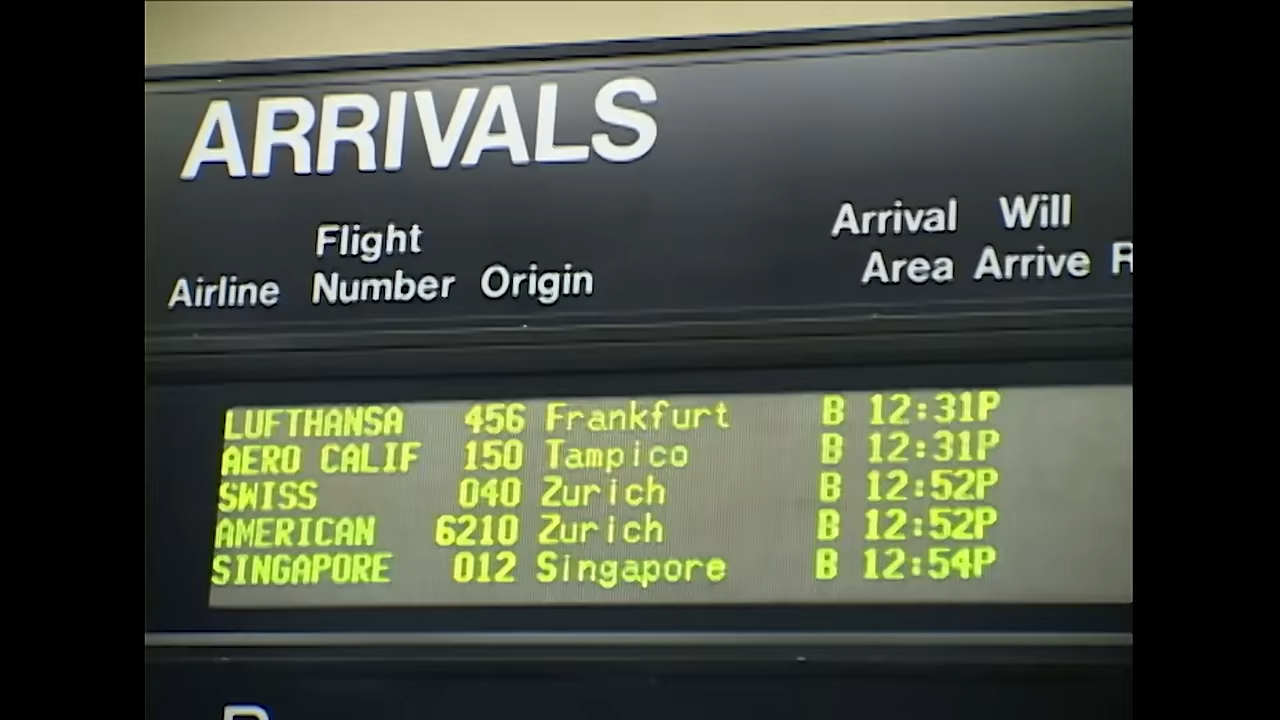 ARRIVALS
Flight Arrival Will
Airline Number Origin Area Arrive
LUFTHANSA 456 Frankfurt B 12:31P
AERO CALIF 150 Tampico B 12:31P
SWISS 040 Zurich B 12:52P
AMERICAN 6210 Zurich B 12:52P
SINGAPORE 012 Singapore B 12:54P